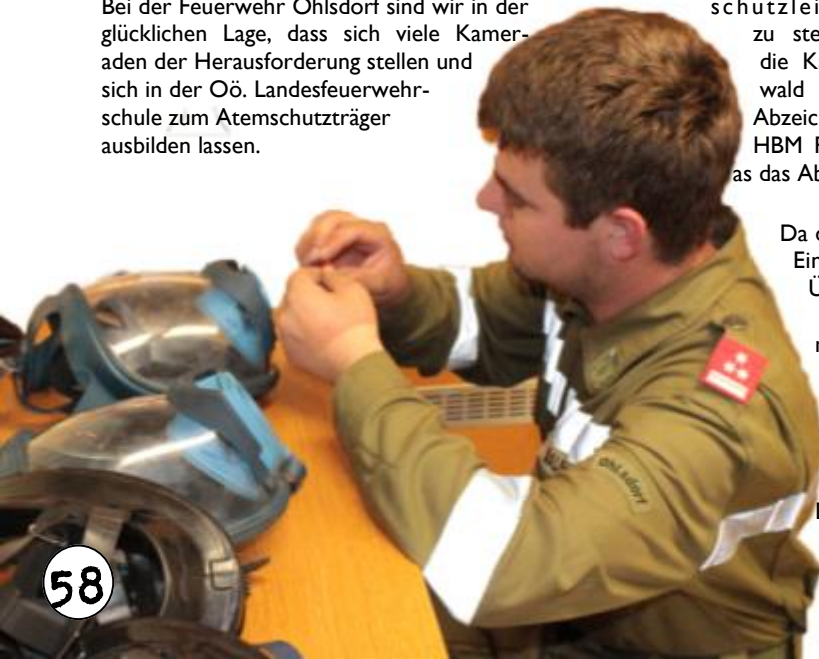 Bei der Feuerwehr Ohlsdorf sind wir in der
glücklichen Lage, dass sich viele Kamer-
aden der Herausforderung stellen und
sich in der Oö. Landesfeuerwehr-
schule zum Atemschutzträger
ausbilden lassen.
schutzlei
zu ste
die K
wald
Abzeic
HBM
as das Ab
Da
Ein
Ü
OHLSDORF
58